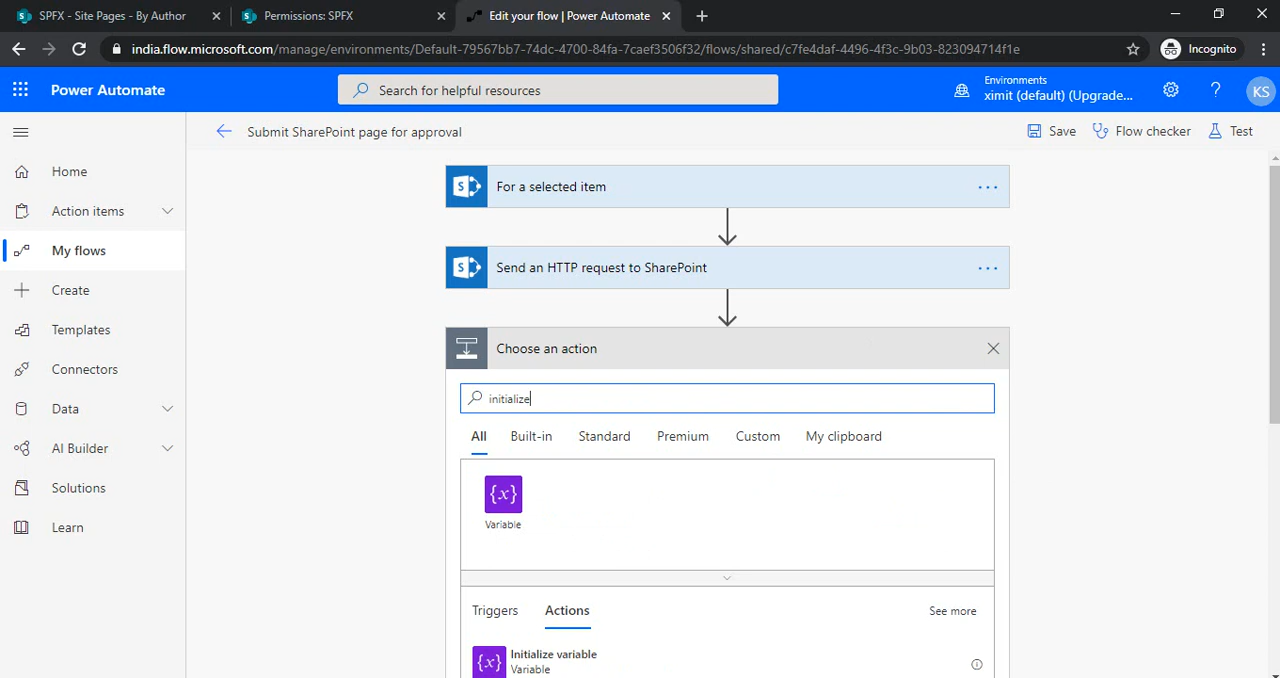 SPFX - Site Pages - By Author
Permissions: SPFX
Edit your flow | Power Automate
india.flow.microsoft.com/manage/environments/Default-79567bb7-74dc-4700-84fa-7caef3506f32/flows/shared/c7fe4daf-4496-4f3c-9b03-823094714f1e
Incognito
Power Automate
Search for helpful resources
Environments
ximit (default) (Upgrade...
?
KS
Submit SharePoint page for approval
Save
Flow checker
Test
Home
Action items
My flows
Create
Templates
Connectors
Data
AI Builder
Solutions
Learn
S
For a selected item
S
Send an HTTP request to SharePoint
Choose an action
initialize
All
Built-in
Standard
Premium
Custom
My clipboard
{x}
Variable
Triggers
Actions
See more
{x}
Initialize variable
Variable